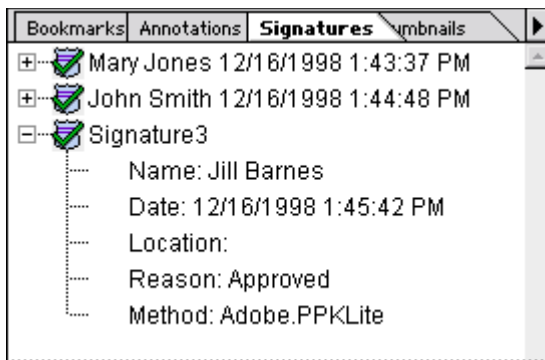 Bookmarks Annotations Signatures umbnails
Mary Jones 12/16/1998 1:43:37 PM
John Smith 12/16/1998 1:44:48 PM
Signature3
Name: Jill Barnes
Date: 12/16/1998 1:45:42 PM
Location:
Reason: Approved
Method: Adobe.PPKLite